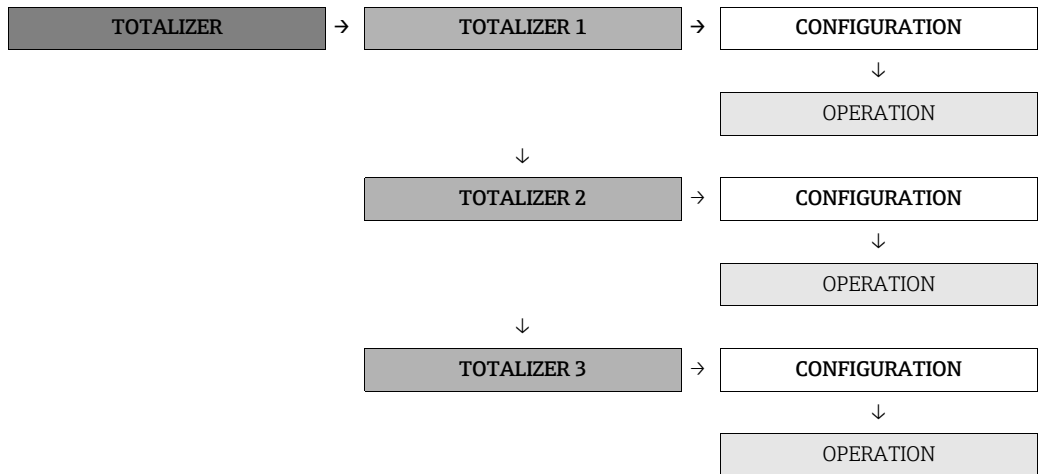 TOTALIZER → TOTALIZER 1 → CONFIGURATION
↓
OPERATION
↓
TOTALIZER 2 → CONFIGURATION
↓
OPERATION
↓
TOTALIZER 3 → CONFIGURATION
↓
OPERATION